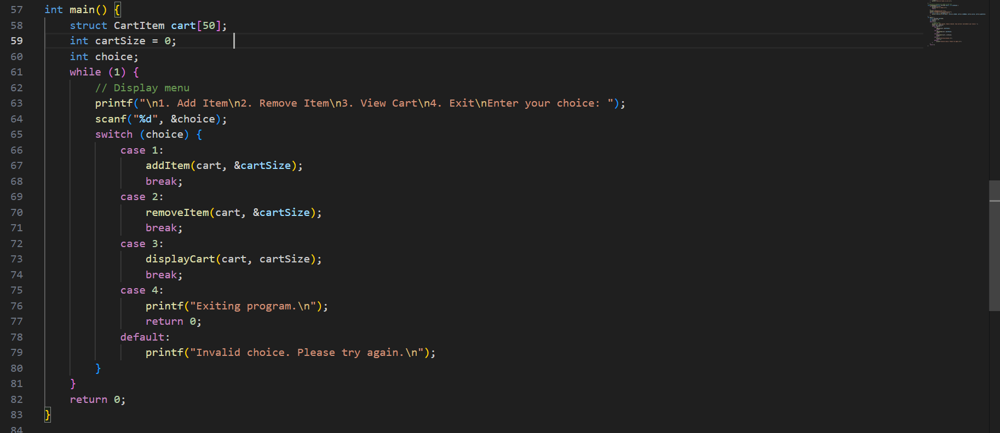 57 int main() {
58 struct CartItem cart[50];
59 int cartSize = 0;
60 int choice;
61 while (1) {
62 // Display menu
63 printf("\n1. Add Item\n2. Remove Item\n3. View Cart\n4. Exit\nEnter your choice: ");
64 scanf("%d", &choice);
65 switch (choice) {
66 case 1:
67 addItem(cart, &cartSize);
68 break;
69 case 2:
70 removeItem(cart, &cartSize);
71 break;
72 case 3:
73 displayCart(cart, cartSize);
74 break;
75 case 4:
76 printf("Exiting program.\n");
77 return 0;
78 default:
79 printf("Invalid choice. Please try again.\n");
80 }
81 }
82 return 0;
83 }
84